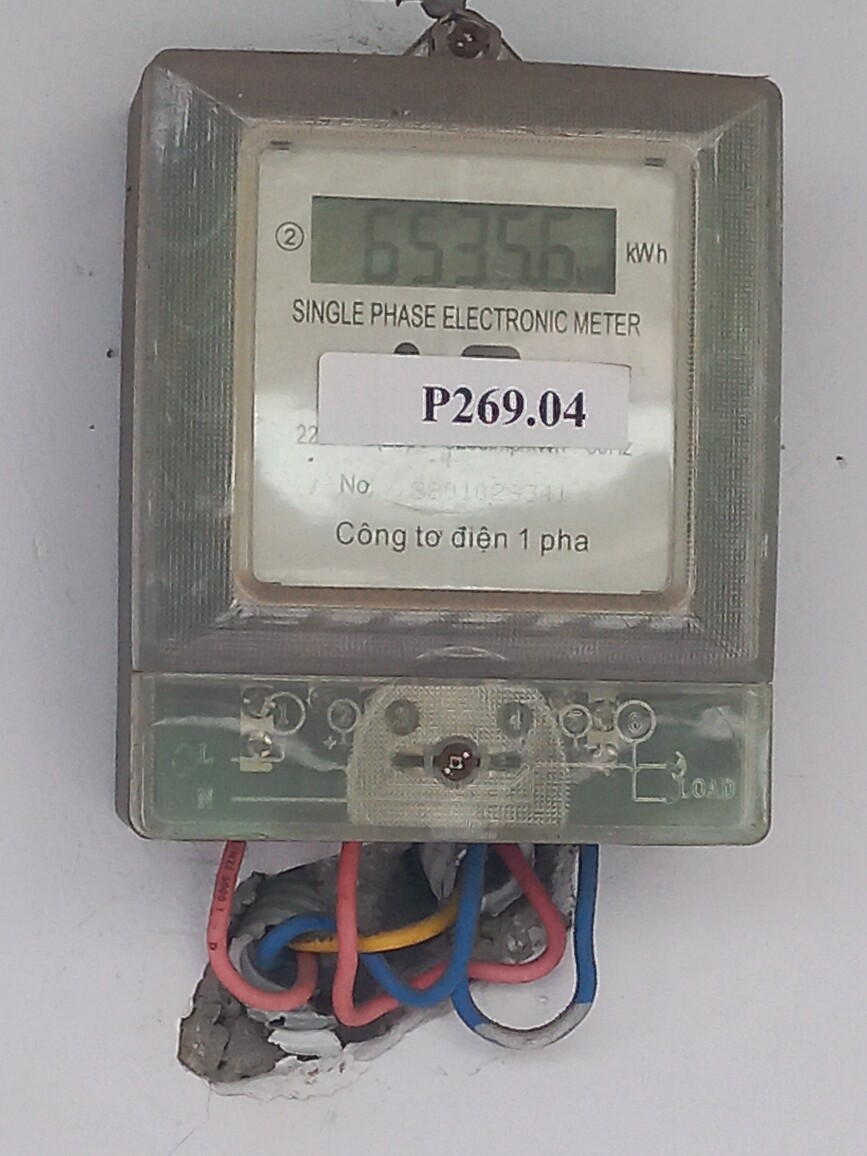 ② 6535.6 kWh
SINGLE PHASE ELECTRONIC METER
P269.04
No 8801029341
Công tơ điện 1 pha
1 2 3 4 5 6
L
N LOAD